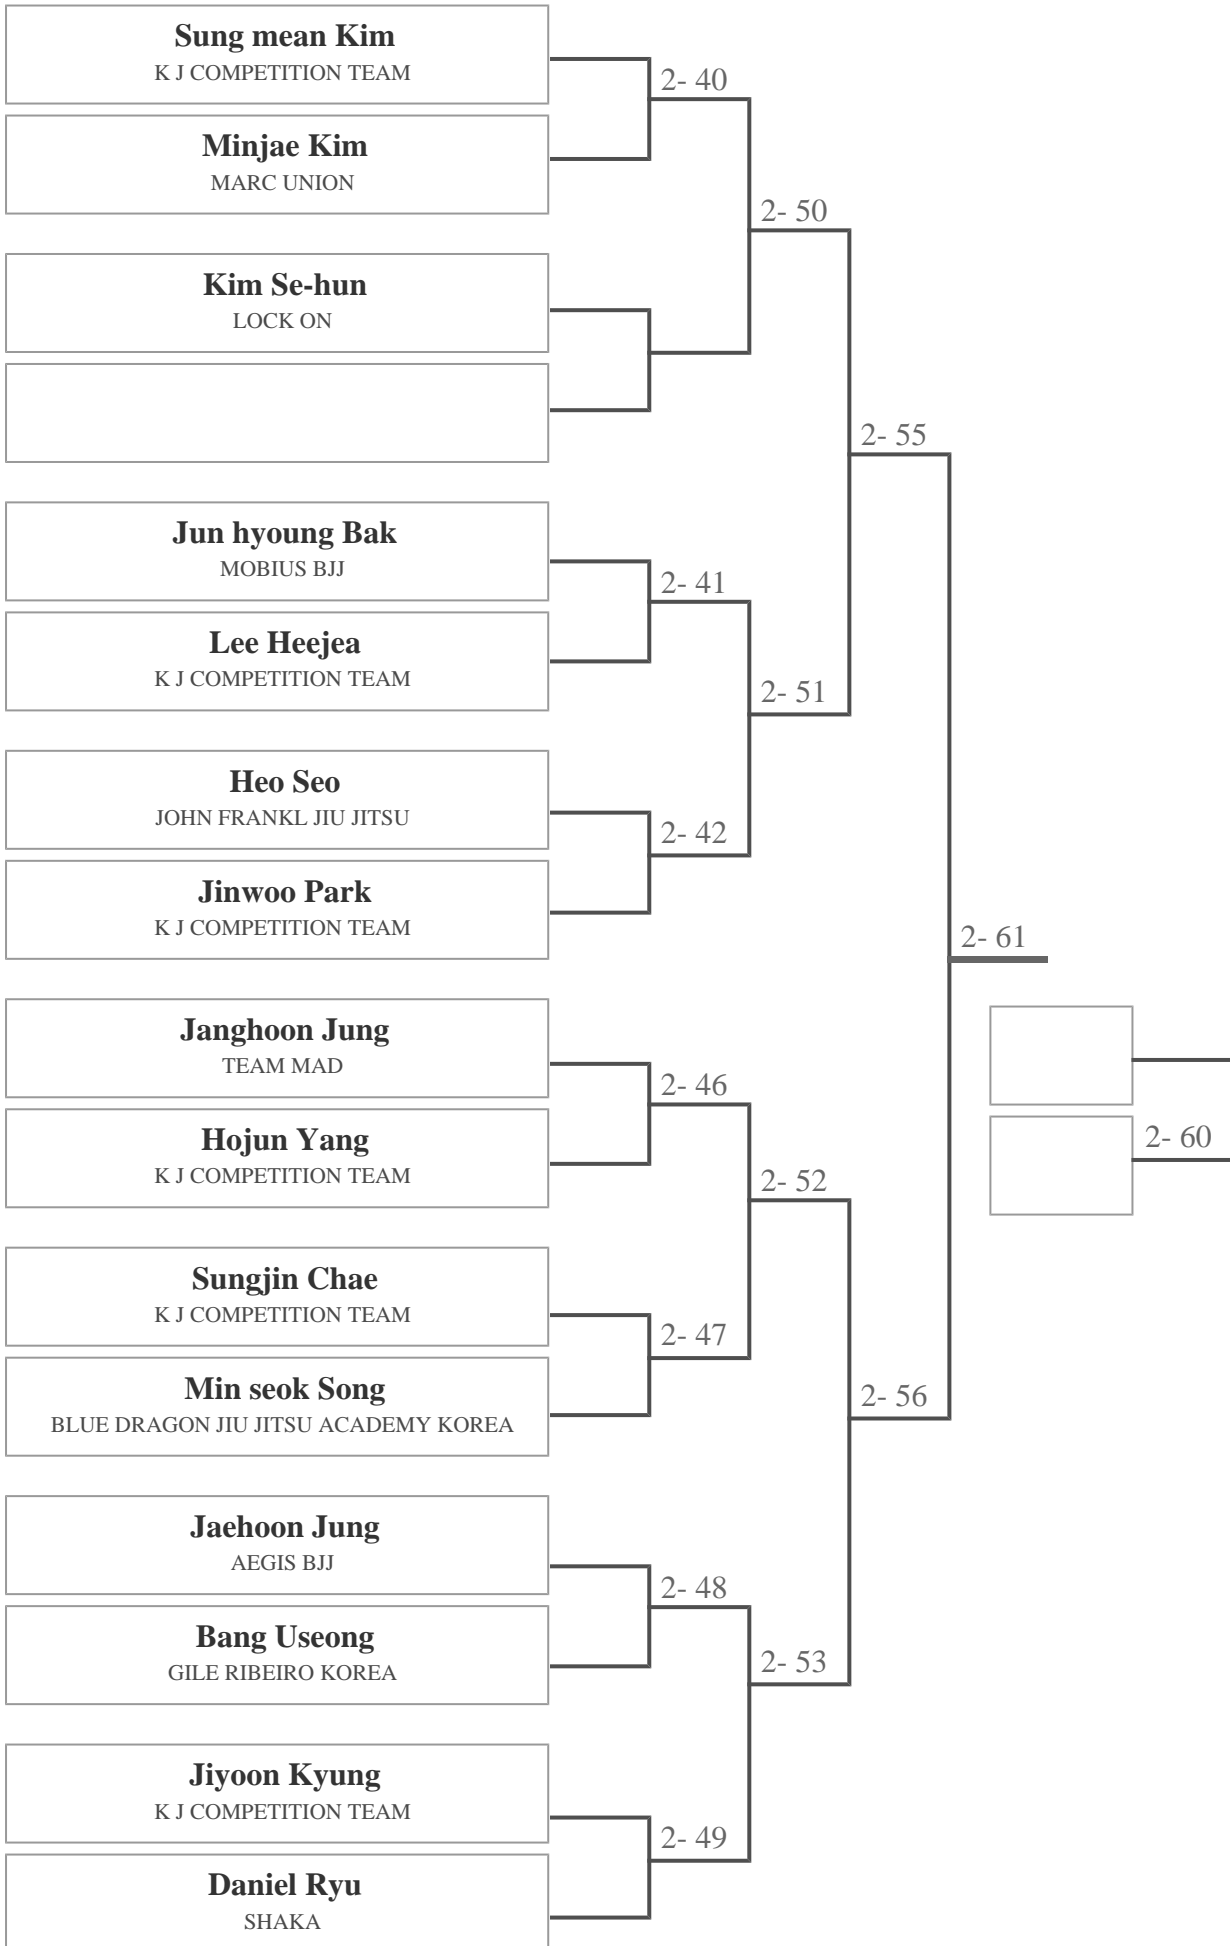 Sung mean Kim
K J COMPETITION TEAM
2- 40
Minjae Kim
MARC UNION
2- 50
Kim Se-hun
LOCK ON
2- 55
Jun hyoung Bak
MOBIUS BJJ
2- 41
Lee Heejea
K J COMPETITION TEAM
2- 51
Heo Seo
JOHN FRANKL JIU JITSU
2- 42
Jinwoo Park
K J COMPETITION TEAM
2- 61
Janghoon Jung
TEAM MAD
2- 46
Hojun Yang
K J COMPETITION TEAM
2- 60
2- 52
Sungjin Chae
K J COMPETITION TEAM
2- 47
Min seok Song
BLUE DRAGON JIU JITSU ACADEMY KOREA
2- 56
Jaehoon Jung
AEGIS BJJ
2- 48
Bang Useong
GILE RIBEIRO KOREA
2- 53
Jiyoon Kyung
K J COMPETITION TEAM
2- 49
Daniel Ryu
SHAKA